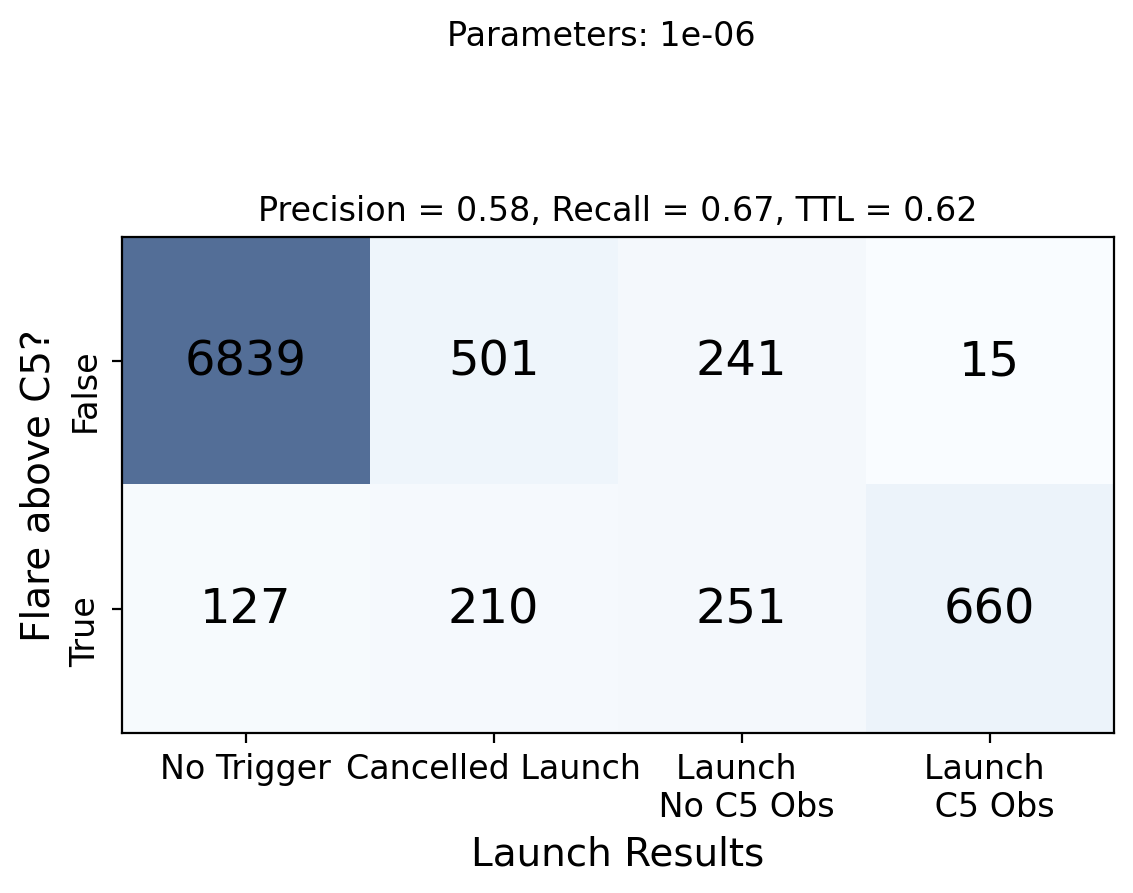 Parameters: 1e-06
Precision = 0.58, Recall = 0.67, TTL = 0.62
Flare above C5?
False
6839 501 241 15
True
127 210 251 660
No Trigger Cancelled Launch Launch Launch
No C5 Obs C5 Obs
Launch Results